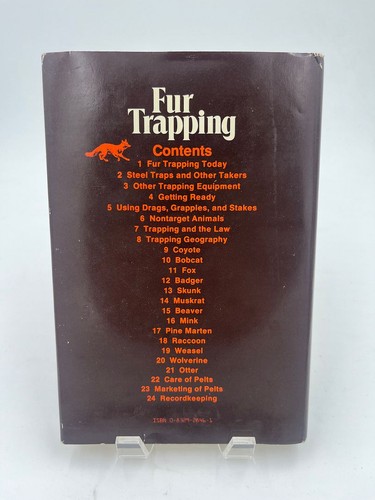 Fur
Trapping
Contents
1 Fur Trapping Today
2 Steel Traps and Other Takers
3 Other Trapping Equipment
4 Getting Ready
5 Using Drags, Grapples, and Stakes
6 Nontarget Animals
7 Trapping and the Law
8 Trapping Geography
9 Coyote
10 Bobcat
11 Fox
12 Badger
13 Skunk
14 Muskrat
15 Beaver
16 Mink
17 Pine Marten
18 Raccoon
19 Weasel
20 Wolverine
21 Otter
22 Care of Pelts
23 Marketing of Pelts
24 Recordkeeping
ISBN